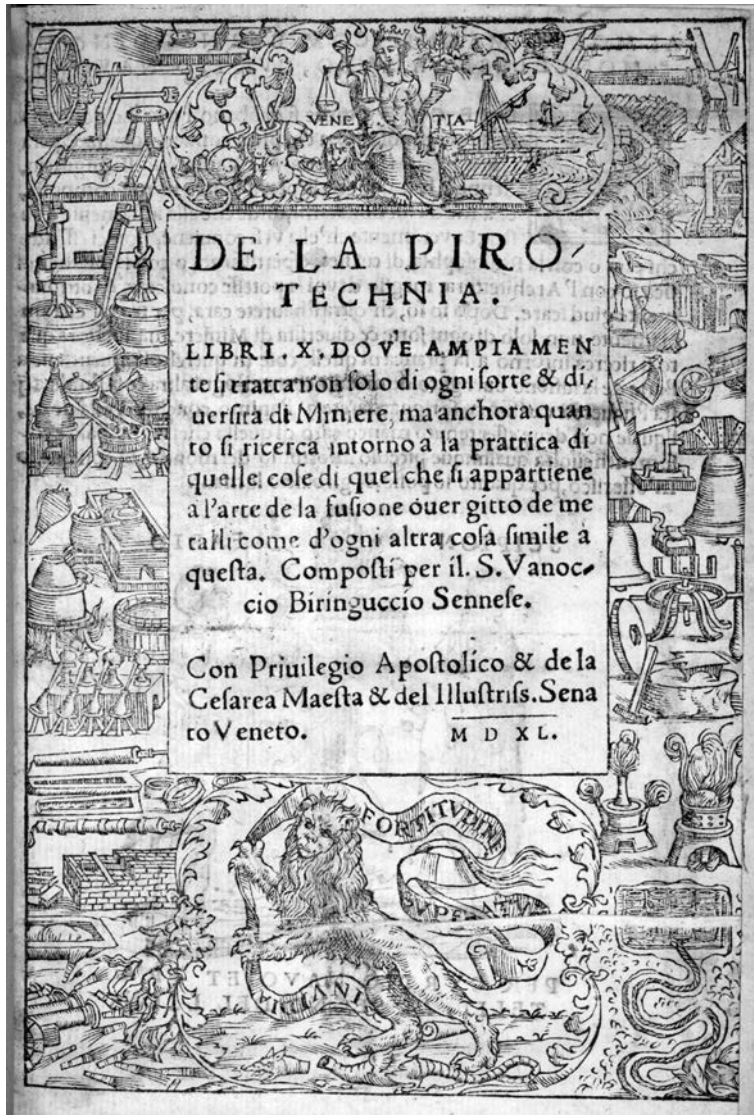 VENE TIA
DE LA PIRO-
TECHNIA.
LIBRI.X.DOVE AMPIAMEN
te si tratta non ſolo di ogni ſorte & di-
uerſita di Miniere, ma anchora quan
to ſi ricerca intorno à la prattica di
quelle coſe di quel che ſi appartiene
a l'arte de la fuſione ouer gitto de me
talli come d'ogni altra coſa ſimile a
queſta. Compoſti per il. S. Vanoc-
cio Biringuccio Senneſe.
Con Priuilegio Apoſtolico & de la
Ceſarea Maeſta & del Illuſtriſs. Sena
to Veneto.
M D XL.
FORTITVDINE
SVPERATVR
INVIDIA